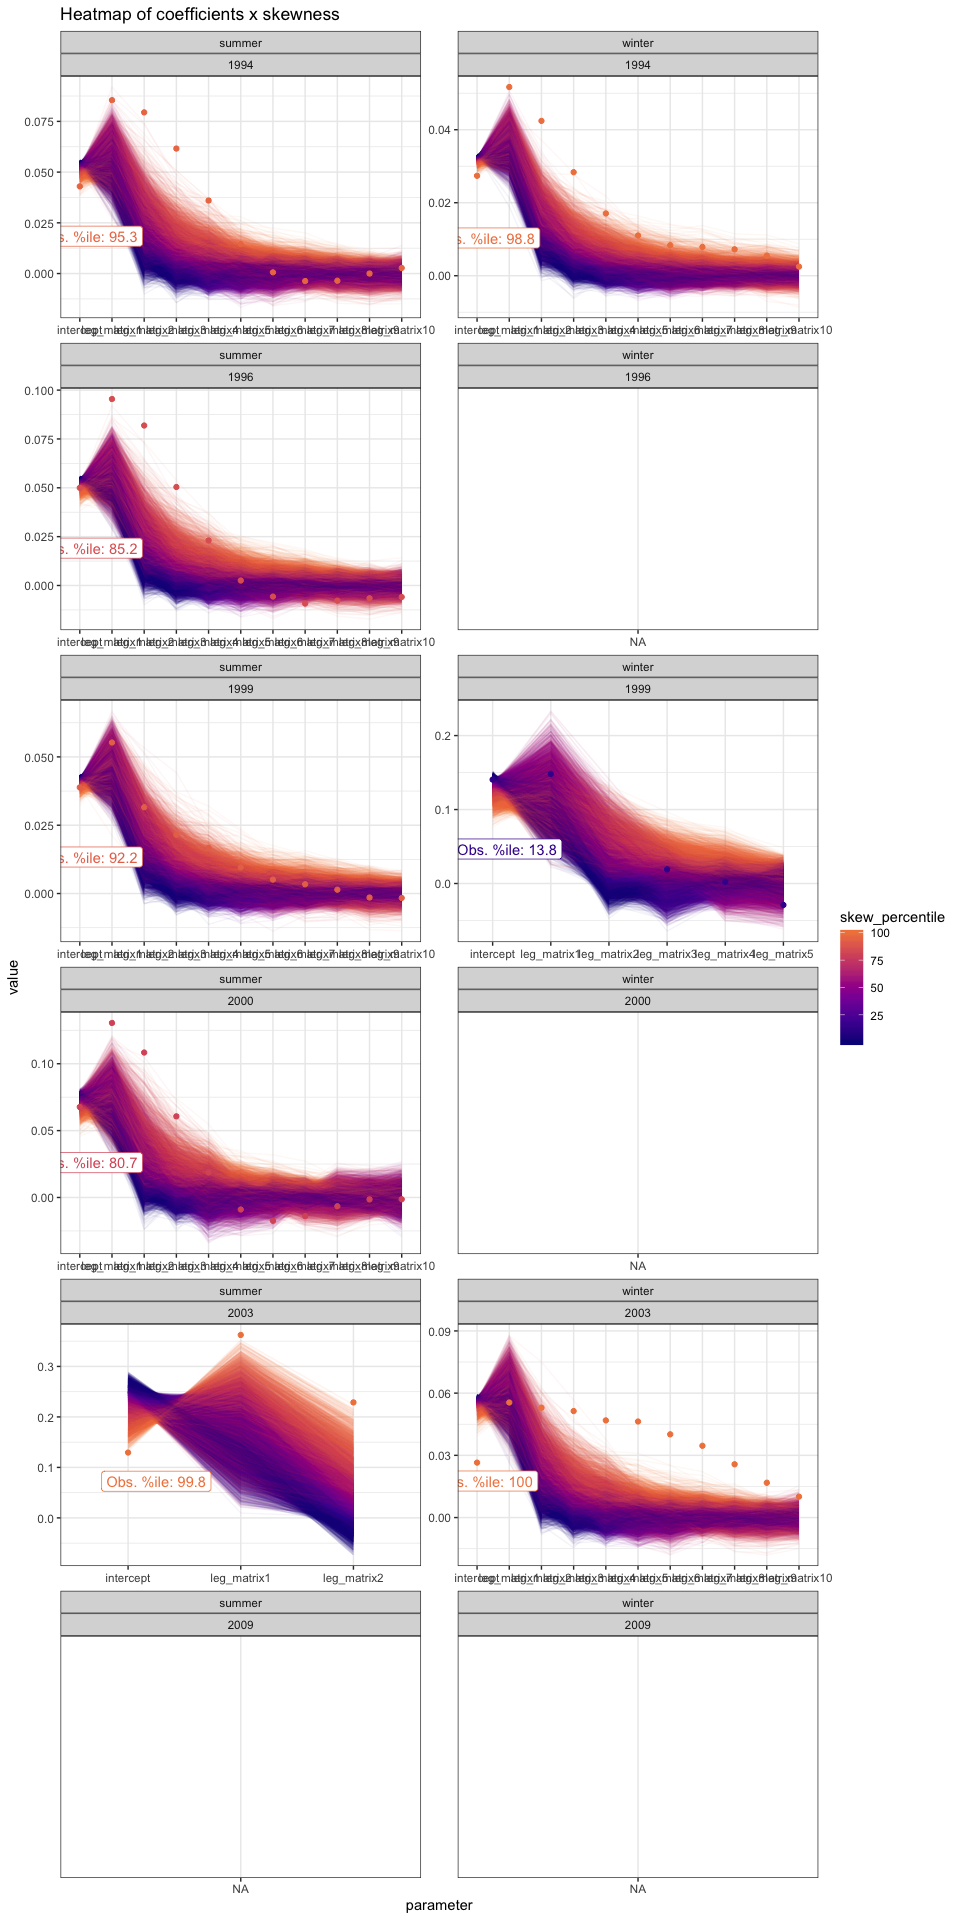 Heatmap of coefficients x skewness
summer
1994
0.075
0.050
0.025
0.000
s. %ile: 95.3
winter
1994
0.04
0.02
0.00
s. %ile: 98.8
summer
1996
0.100
0.075
0.050
0.025
0.000
s. %ile: 85.2
winter
1996
NA
summer
1999
0.050
0.025
0.000
s. %ile: 92.2
winter
1999
0.2
0.1
0.0
Obs. %ile: 13.8
intercept leg_matrix1 leg_matrix2 leg_matrix3 leg_matrix4 leg_matrix5
summer
2000
0.10
0.05
0.00
s. %ile: 80.7
winter
2000
NA
summer
2003
0.3
0.2
0.1
0.0
Obs. %ile: 99.8
intercept leg_matrix1 leg_matrix2
winter
2003
0.09
0.06
0.03
0.00
s. %ile: 100
summer
2009
NA
winter
2009
NA
value
parameter
skew_percentile
100
75
50
25